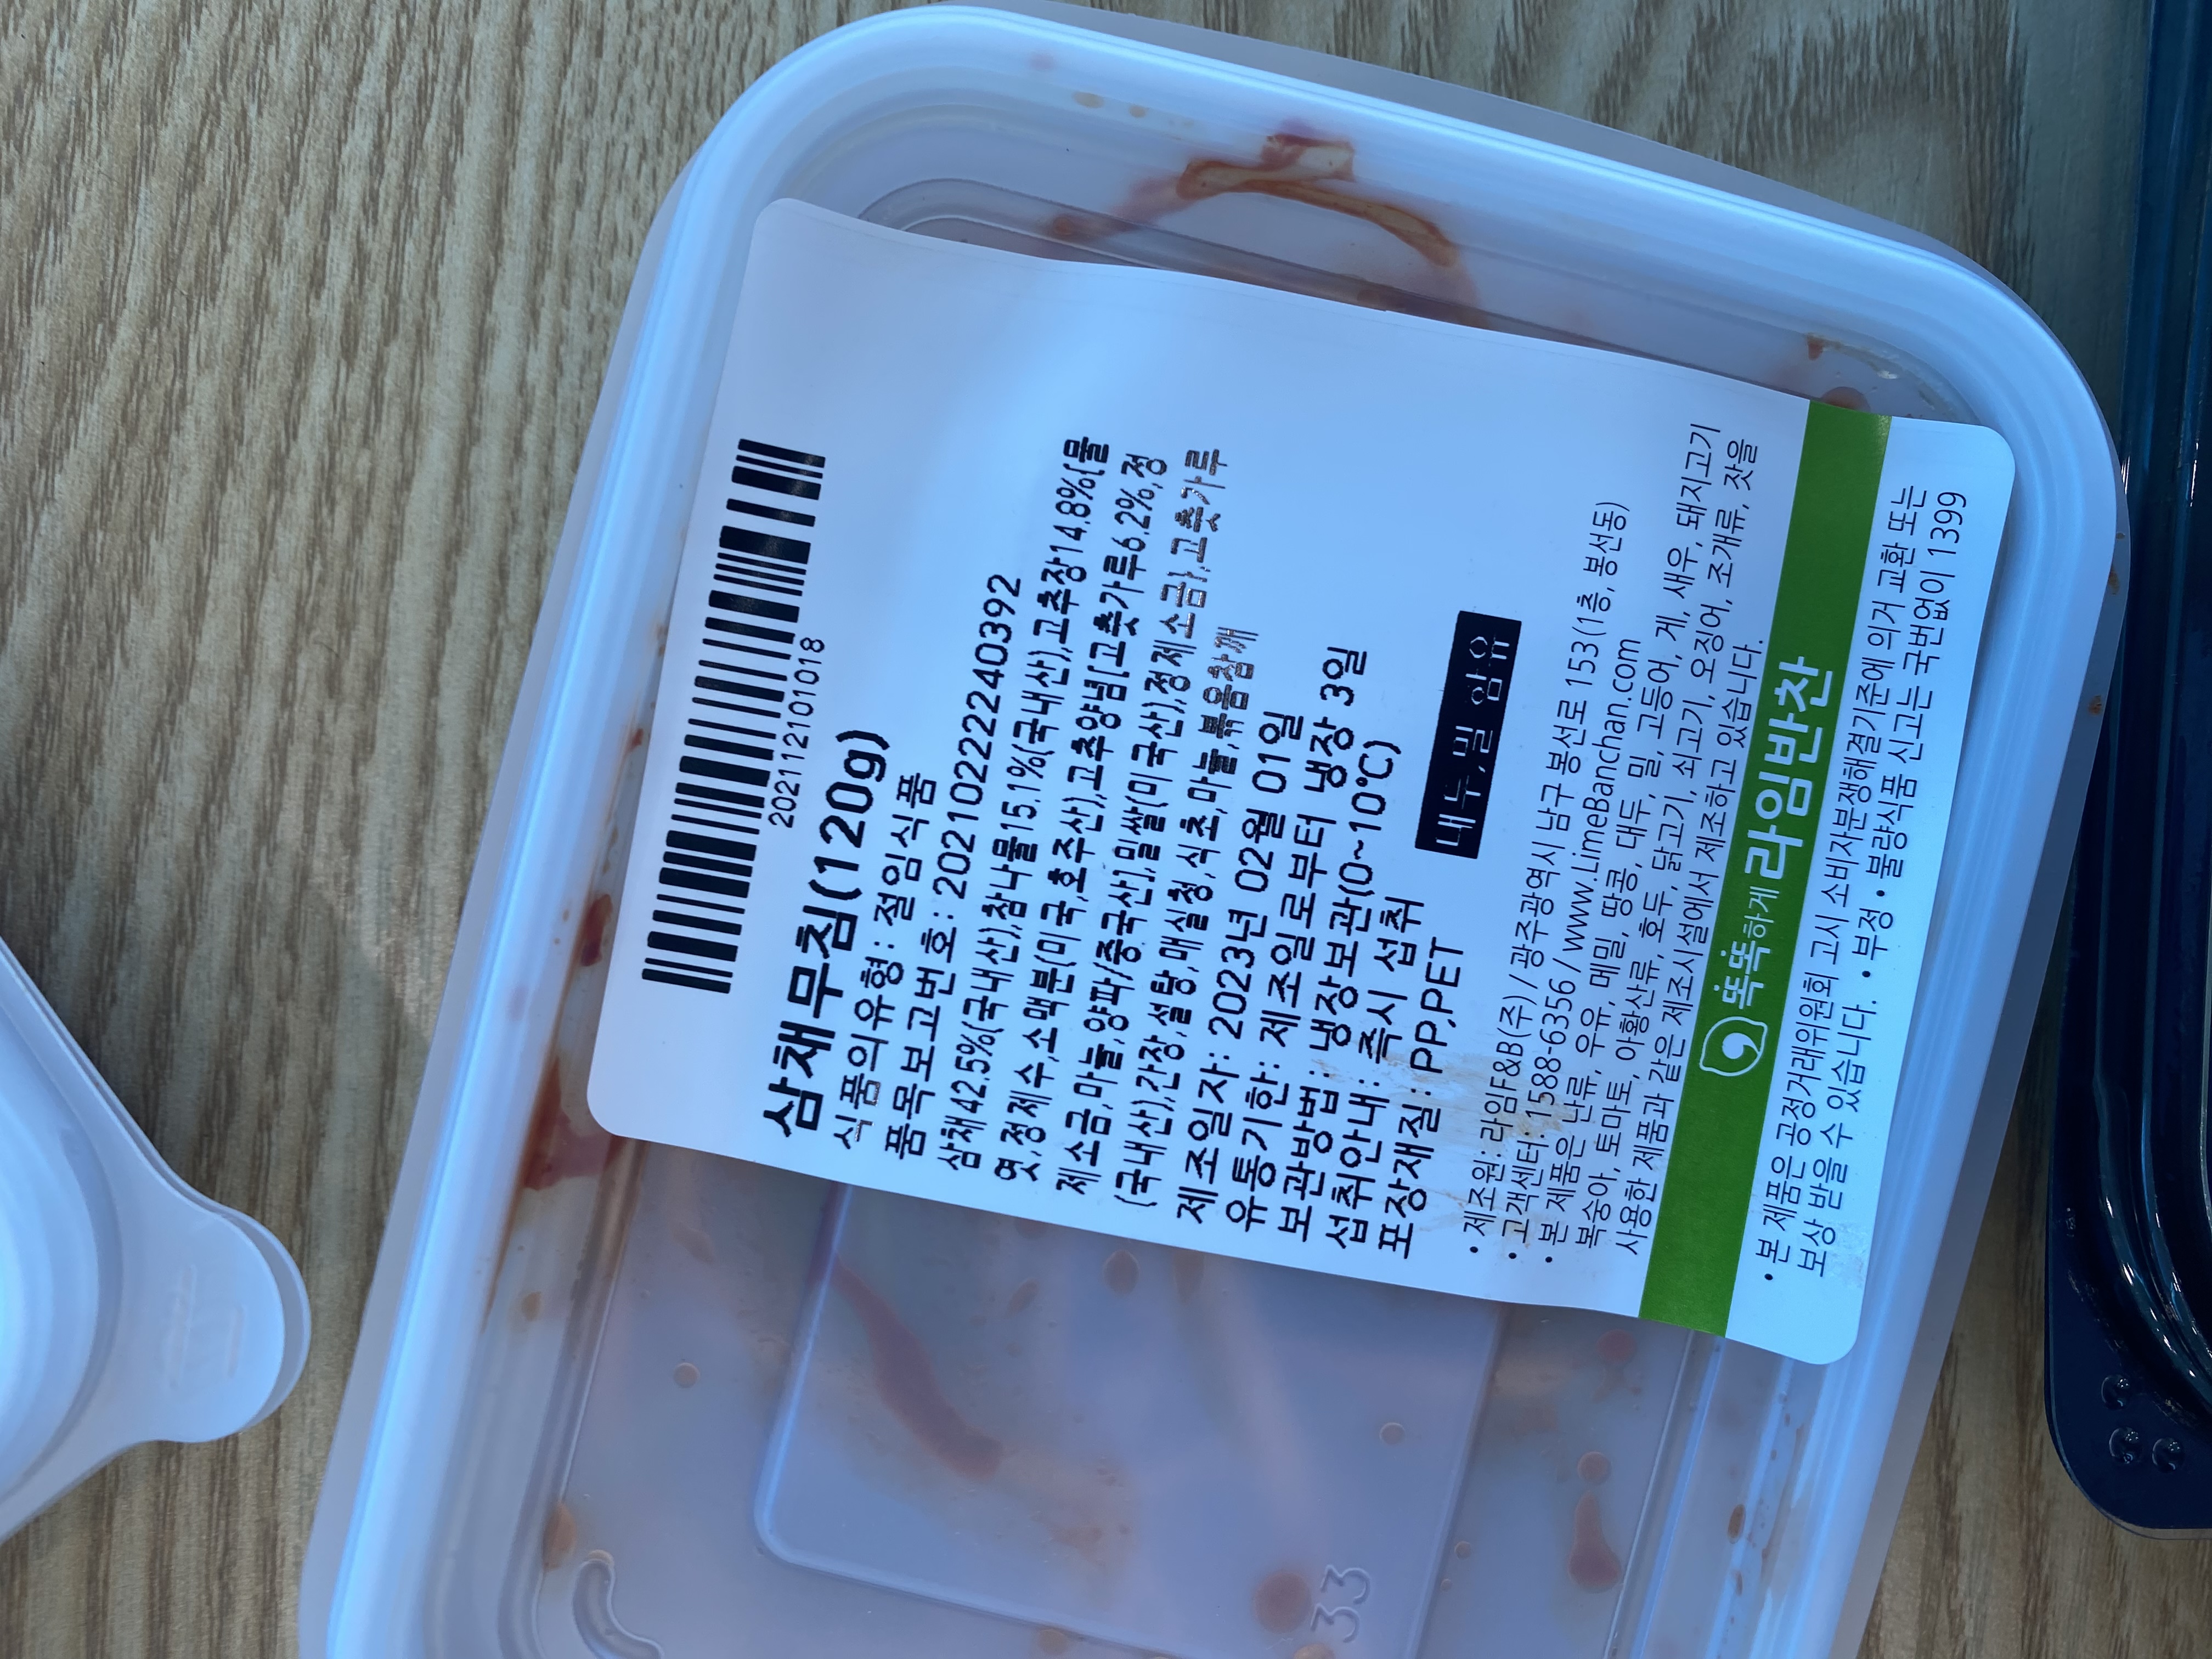 2021121010​18
삼채무침(120g)
식품의유형: 절임식품
품목보고번호: 2021022224​0392
삼채42.5%(국내산),참나물15.1%(국내산),고추장14.8%{물
엿,정제수,소맥분(미국,호주산),고추양념[고춧가루6.2%,정
제소금,마늘,양파/중국산],밀쌀(미국산),정제소금},고춧가루
(국내산),간장,설탕,매실청,식초,마늘,볶음참깨
제조일자: 2023년 02월 01일
유통기한: 제조일로부터 냉장 3일
보관방법: 냉장보관(0~10℃)
섭취안내: 즉시 섭취
포장재질: PP,PET
대두,밀 함유
• 제조원: 라임F&B(주) / 광주광역시 남구 봉선로 153(1층, 봉선동)
• 고객센터: 1588-6356 / www.LimeBanchan.com
• 본 제품은 난류, 우유, 메밀, 땅콩, 대두, 밀, 고등어, 게, 새우, 돼지고기
복숭아, 토마토, 아황산류, 호두, 닭고기, 쇠고기, 오징어, 조개류, 잣을
사용한 제품과 같은 제조시설에서 제조하고 있습니다.
똑똑하게 라임반찬
• 본 제품은 공정거래위원회 고시 소비자분쟁해결기준에 의거 교환 또는
보상 받을 수 있습니다. • 부정 • 불량식품 신고는 국번없이 1399
33